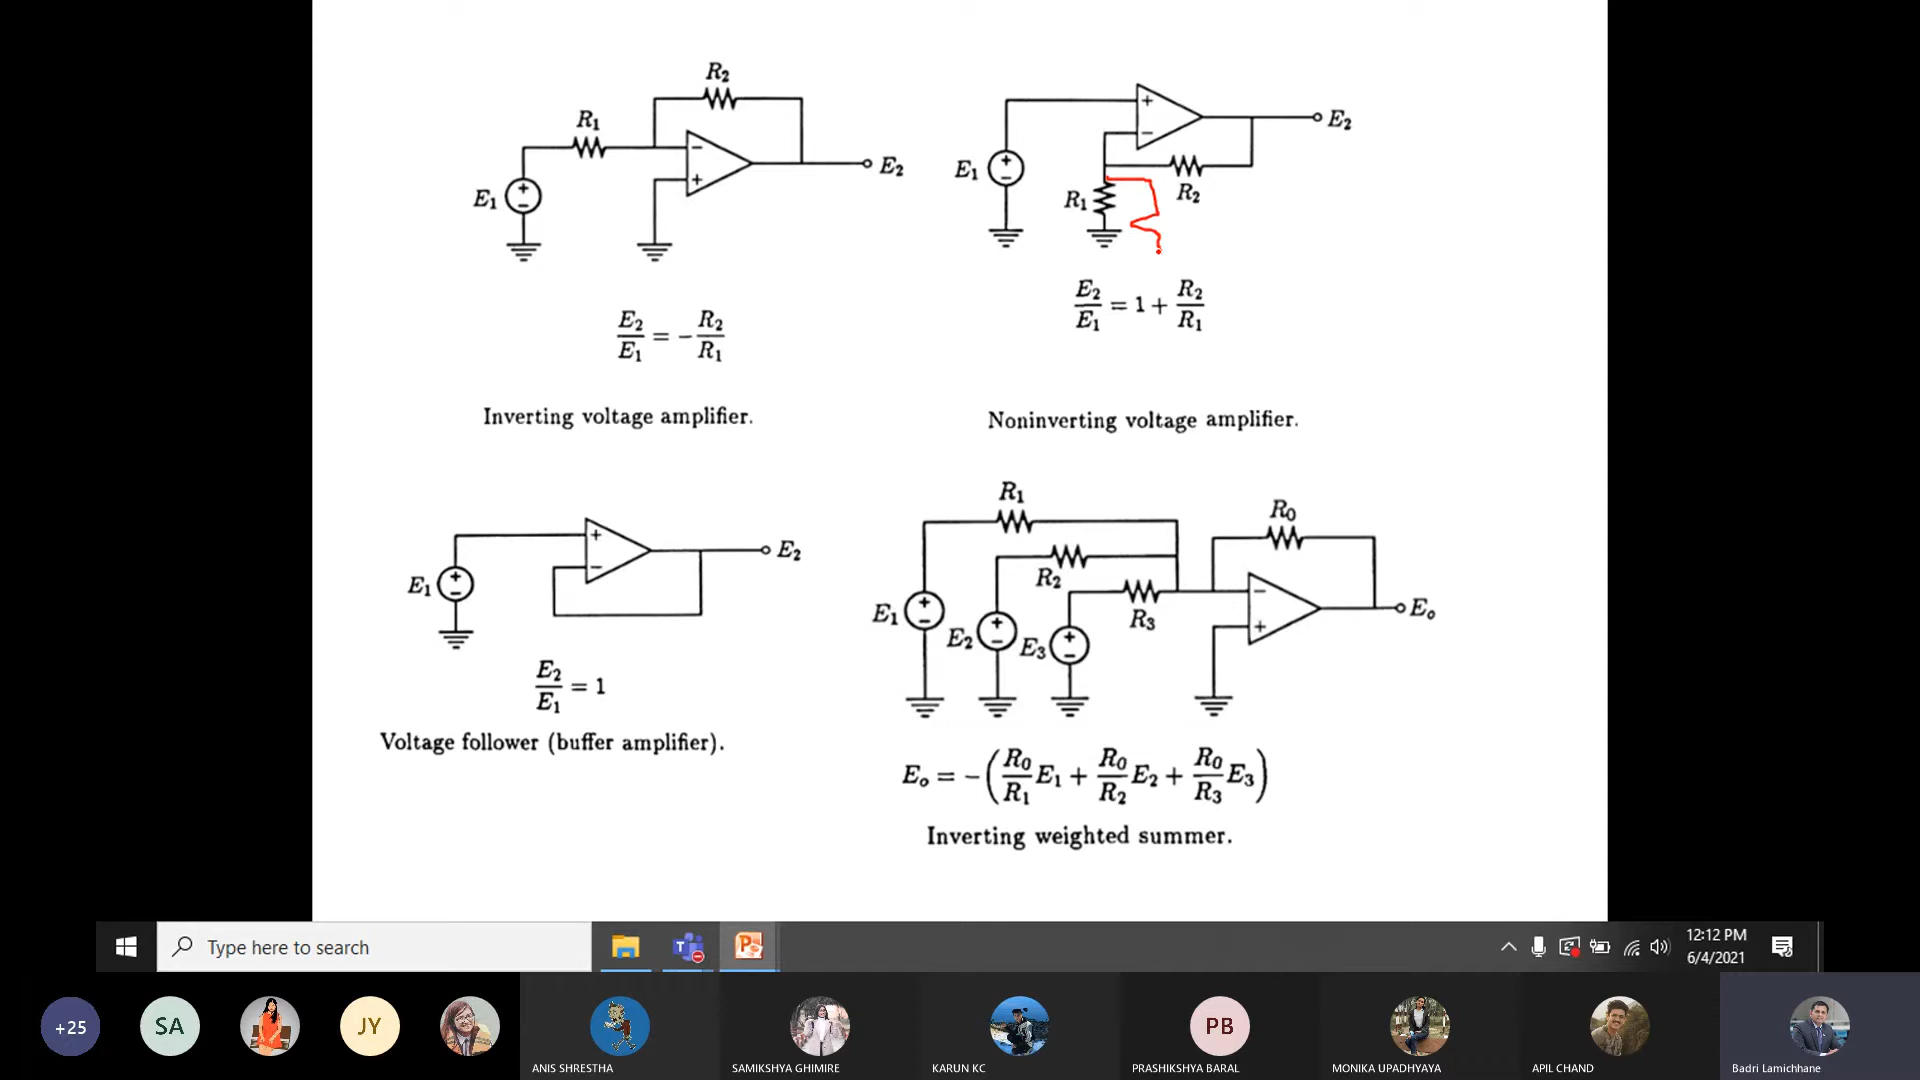 R₂
R₁
E₁
− +
E₂
E₂/E₁ = − R₂/R₁
Inverting voltage amplifier.
+ −
E₂
E₁
R₁
R₂
E₂/E₁ = 1 + R₂/R₁
Noninverting voltage amplifier.
E₁
+ −
E₂
E₂/E₁ = 1
Voltage follower (buffer amplifier).
R₁
R₂
R₃
R₀
E₁
E₂
E₃
− +
Eₒ
Eₒ = −(R₀/R₁ E₁ + R₀/R₂ E₂ + R₀/R₃ E₃)
Inverting weighted summer.
Type here to search
12:12 PM
6/4/2021
+25
SA
JY
ANIS SHRESTHA
SAMIKSHYA GHIMIRE
KARUN KC
PB
PRASHIKSHYA BARAL
MONIKA UPADHYAYA
APIL CHAND
Badri Lamichhane